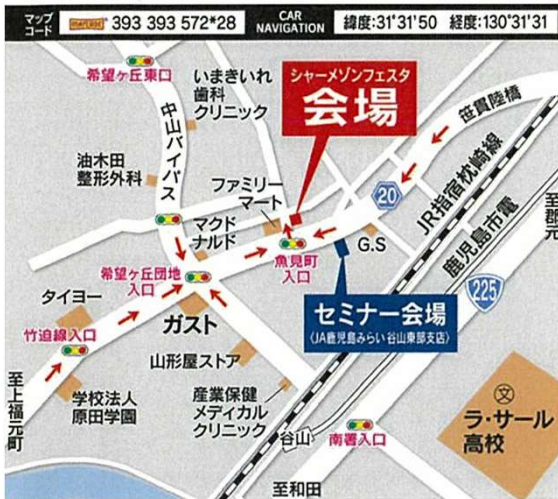 マップコード
mapcode 393 393 572*28
CAR NAVIGATION
緯度:31°31'50 経度:130°31'31
希望ヶ丘東口
いまきいれ
歯科
クリニック
シャーメゾンフェスタ
会場
笹貫陸橋
中山バイパス
油木田
整形外科
ファミリー
マート
20
JR指宿枕崎線
鹿児島市電
至郡元
マクド
ナルド
G.S
魚見町
入口
225
希望ヶ丘団地
入口
セミナー会場
〈JA鹿児島みらい 谷山東部支店〉
タイヨー
ガスト
竹迫線入口
山形屋ストア
文
ラ・サール
高校
至上福元町
学校法人
原田学園
産業保健
メディカル
クリニック
谷山
南署入口
至和田